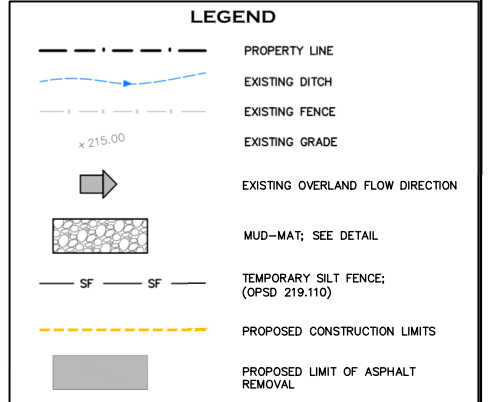 LEGEND
PROPERTY LINE
EXISTING DITCH
x x x x EXISTING FENCE
x 215.00 EXISTING GRADE
EXISTING OVERLAND FLOW DIRECTION
MUD-MAT; SEE DETAIL
SF SF TEMPORARY SILT FENCE;
(OPSD 219.110)
PROPOSED CONSTRUCTION LIMITS
PROPOSED LIMIT OF ASPHALT
REMOVAL